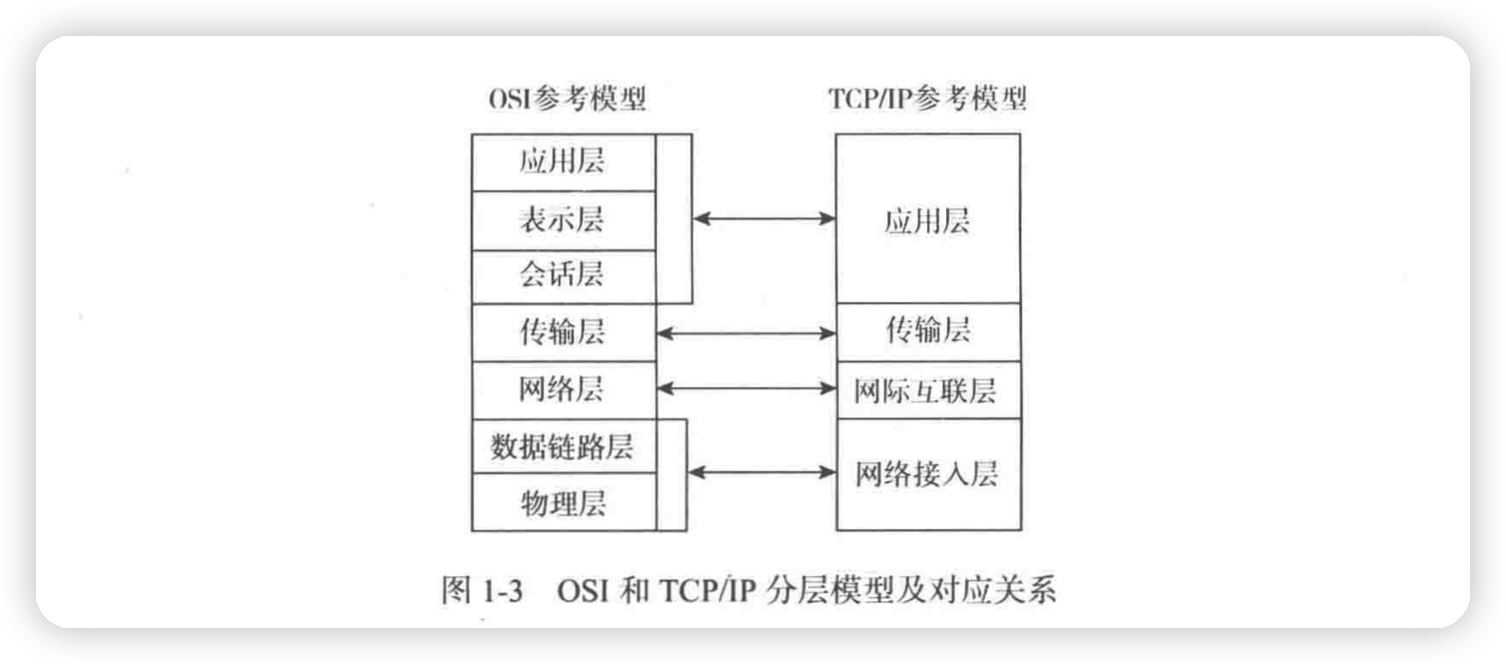 OSI参考模型
TCP/IP参考模型
应用层
表示层
会话层
传输层
网络层
数据链路层
物理层
应用层
传输层
网际互联层
网络接入层
图 1-3 OSI 和 TCP/IP 分层模型及对应关系